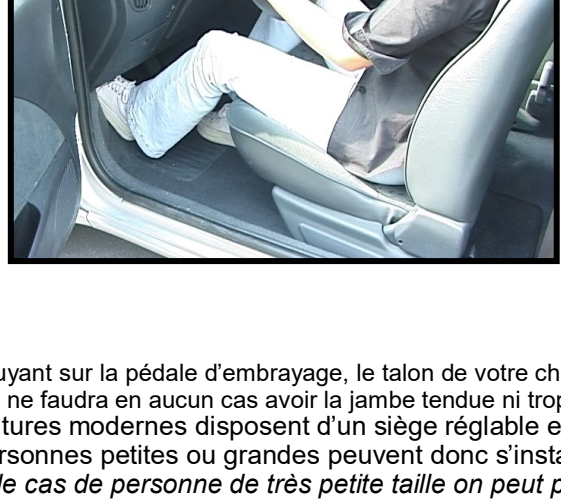 uyant sur la pédale d’embrayage, le talon de votre ch
ne faudra en aucun cas avoir la jambe tendue ni trop
tures modernes disposent d’un siège réglable e
rsonnes petites ou grandes peuvent donc s’insta
le cas de personne de très petite taille on peut p